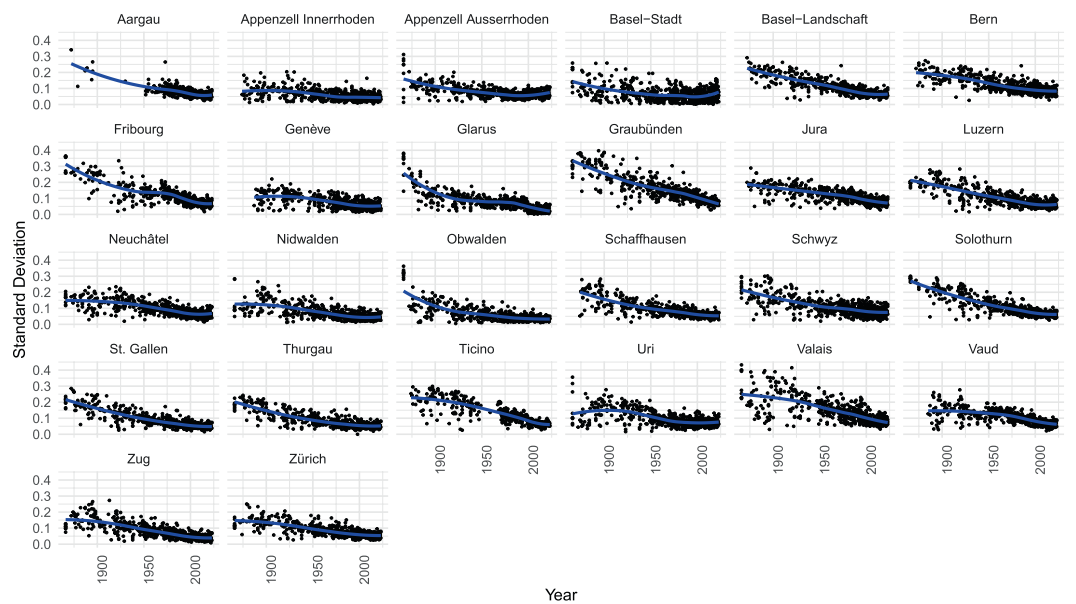 Aargau Appenzell Innerrhoden Appenzell Ausserrhoden Basel−Stadt Basel−Landschaft Bern
0.4
0.3
0.2
0.1
0.0
Fribourg Genève Glarus Graubünden Jura Luzern
0.4
0.3
0.2
0.1
0.0
Neuchâtel Nidwalden Obwalden Schaffhausen Schwyz Solothurn
0.4
0.3
0.2
0.1
0.0
St. Gallen Thurgau Ticino Uri Valais Vaud
0.4
0.3
0.2
0.1
0.0
1900 1950 2000 1900 1950 2000 1900 1950 2000 1900 1950 2000
Zug Zürich
0.4
0.3
0.2
0.1
0.0
1900 1950 2000 1900 1950 2000
Standard Deviation
Year